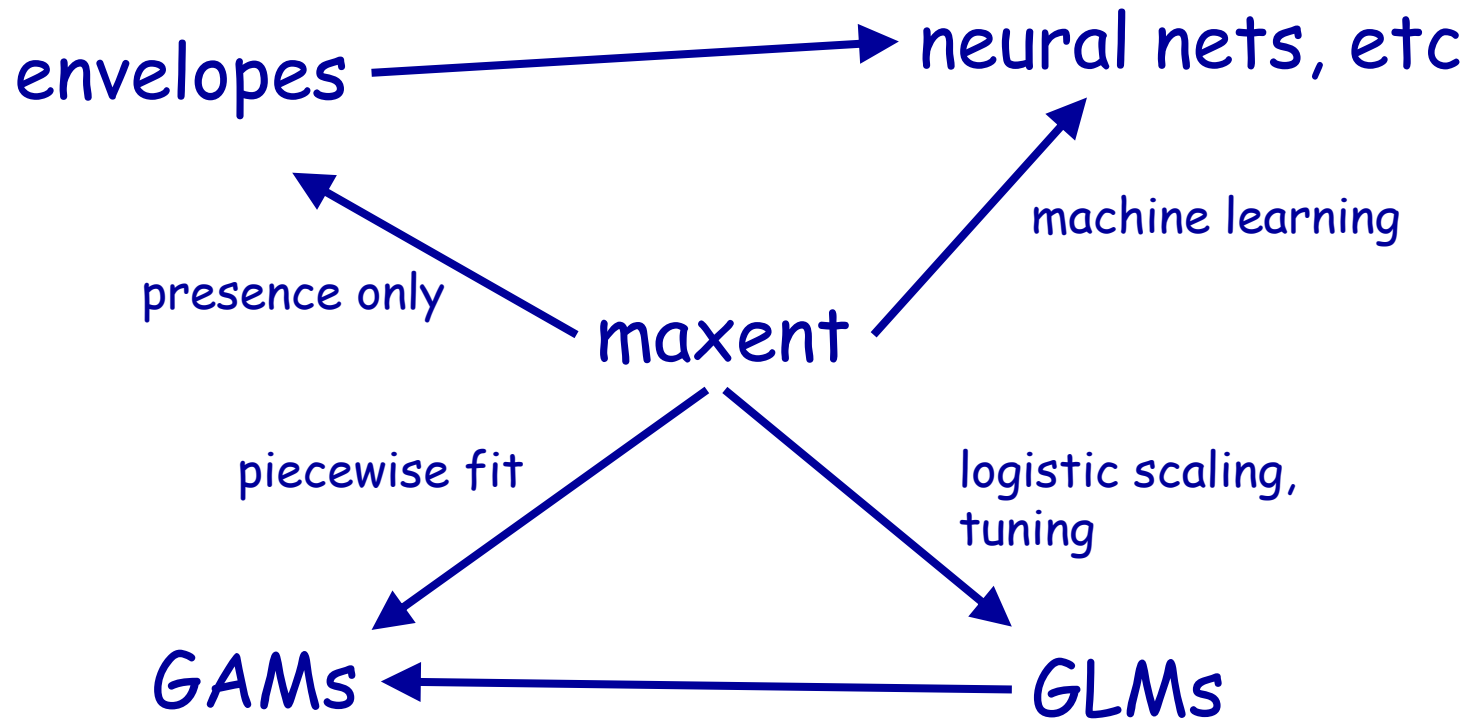 envelopes
neural nets, etc
machine learning
presence only
maxent
piecewise fit
logistic scaling,
tuning
GAMs
GLMs